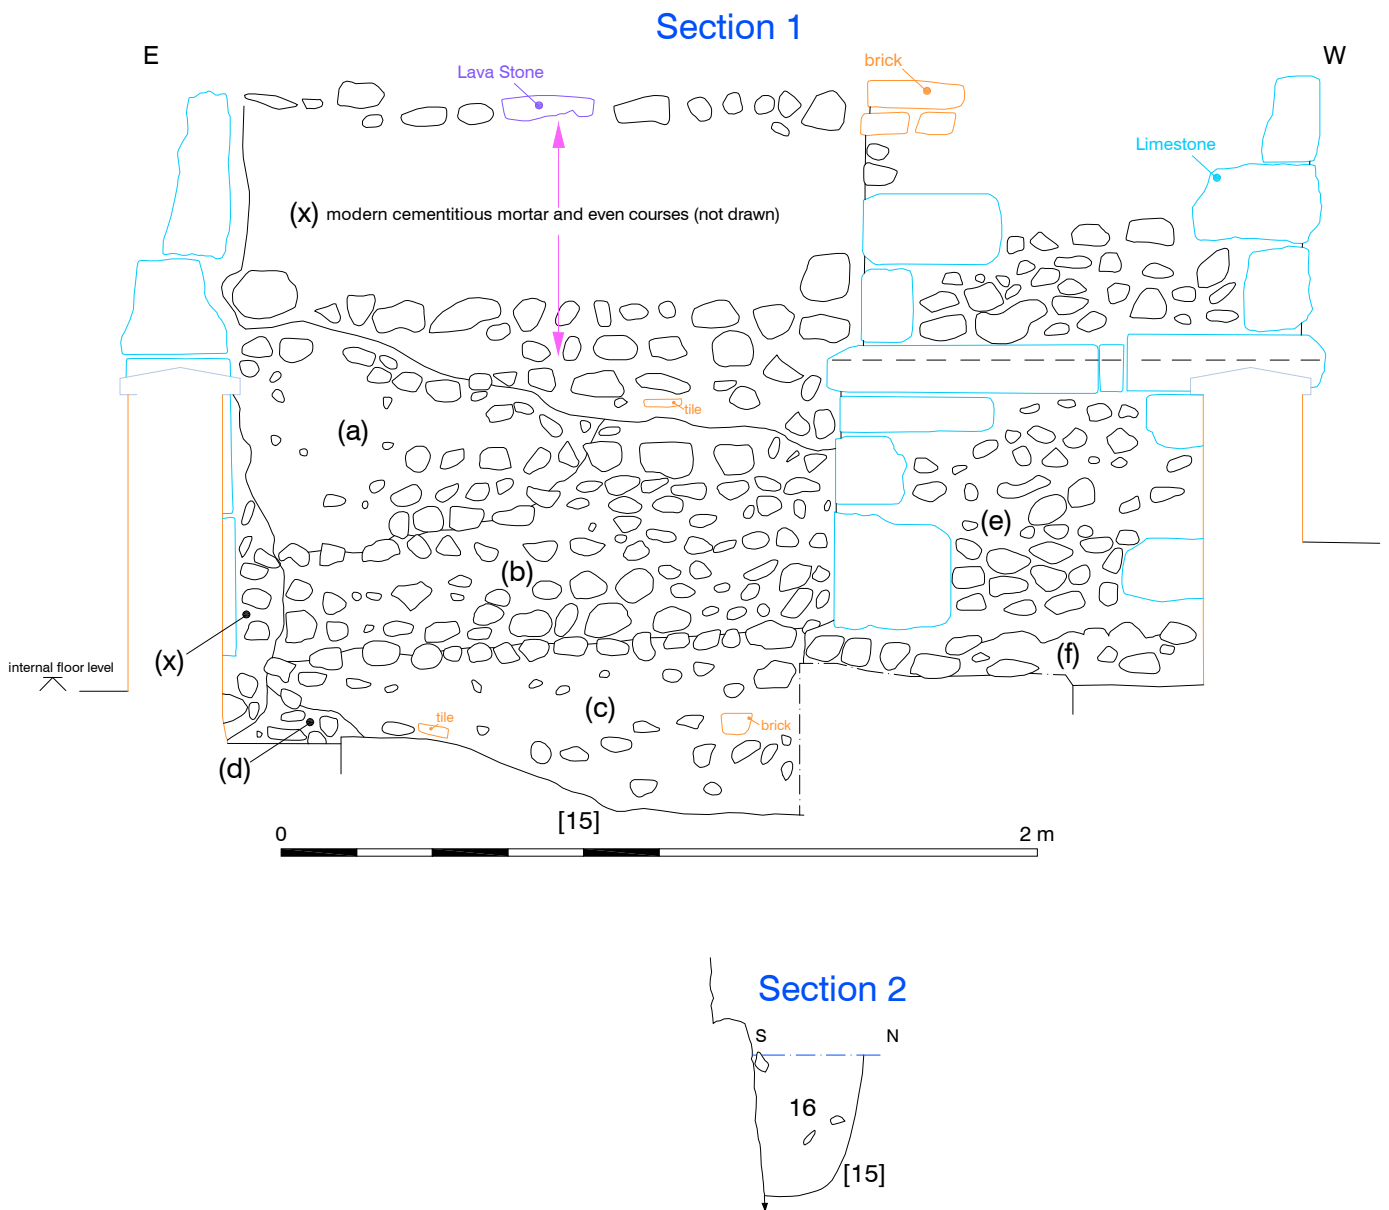 Section 1
E
W
Lava Stone
brick
Limestone
(x) modern cementitious mortar and even courses (not drawn)
tile
(a)
(e)
(b)
(x)
internal floor level
(f)
(c)
tile
brick
(d)
[15]
0
2 m
Section 2
S
N
16
[15]